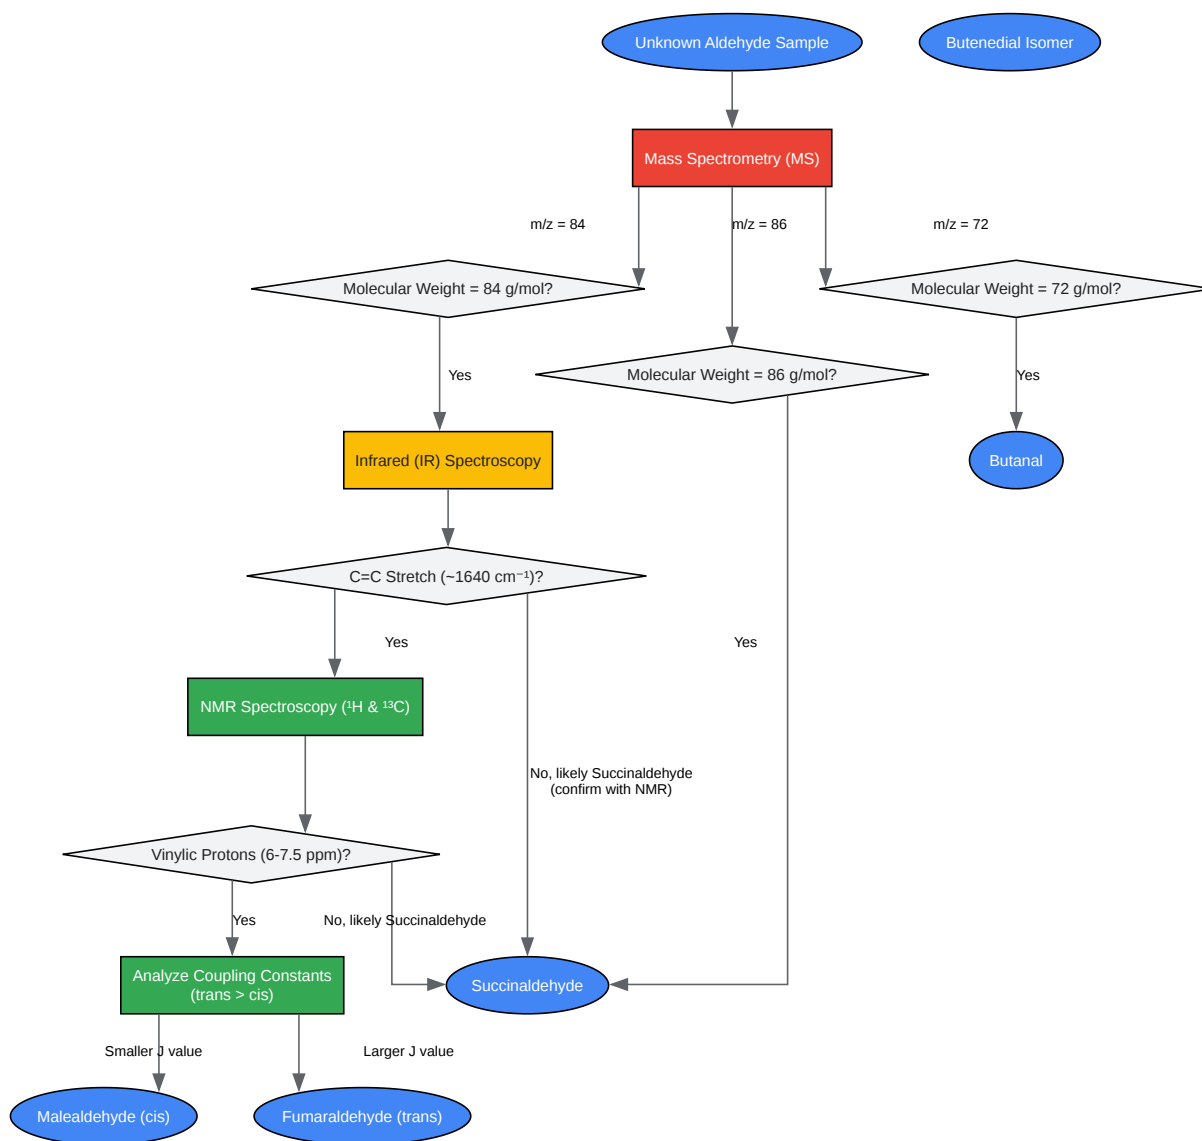 Unknown Aldehyde Sample
Butenedial Isomer
Mass Spectrometry (MS)
m/z = 84
m/z = 86
m/z = 72
Molecular Weight = 84 g/mol?
Molecular Weight = 72 g/mol?
Molecular Weight = 86 g/mol?
Yes
Yes
Infrared (IR) Spectroscopy
Butanal
C=C Stretch (~1640 cm⁻¹)?
Yes
Yes
NMR Spectroscopy (¹H & ¹³C)
No, likely Succinaldehyde
(confirm with NMR)
Vinylic Protons (6-7.5 ppm)?
Yes
No, likely Succinaldehyde
Analyze Coupling Constants
(trans > cis)
Succinaldehyde
Smaller J value
Larger J value
Malealdehyde (cis)
Fumaraldehyde (trans)